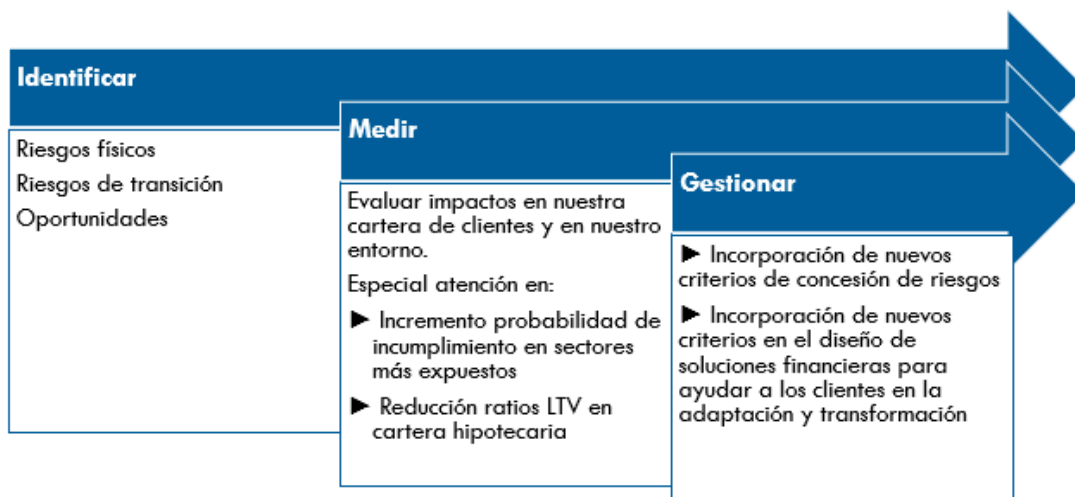 Identificar
Riesgos físicos
Riesgos de transición
Oportunidades
Medir
Evaluar impactos en nuestra
cartera de clientes y en nuestro
entorno.
Especial atención en:
► Incremento probabilidad de
incumplimiento en sectores
más expuestos
► Reducción ratios LTV en
cartera hipotecaria
Gestionar
► Incorporación de nuevos
criterios de concesión de riesgos
► Incorporación de nuevos
criterios en el diseño de
soluciones financieras para
ayudar a los clientes en la
adaptación y transformación